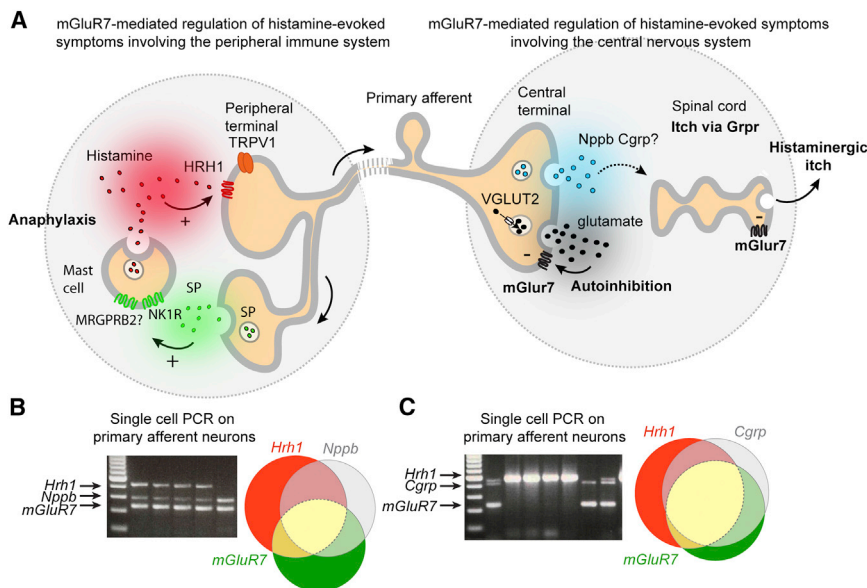 A
mGluR7-mediated regulation of histamine-evoked
symptoms involving the peripheral immune system
mGluR7-mediated regulation of histamine-evoked symptoms
involving the central nervous system
Peripheral
terminal
TRPV1
Histamine
HRH1
Anaphylaxis
+
Mast
cell
MRGPRB2?
NK1R
SP
SP
+
Primary afferent
Central
terminal
Nppb Cgrp?
VGLUT2
glutamate
-
mGlur7
Autoinhibition
Spinal cord
Itch via Grpr
Histaminergic
itch
-
mGlur7
B
Single cell PCR on
primary afferent neurons
Hrh1
Nppb
mGluR7
Hrh1
Nppb
mGluR7
C
Single cell PCR on
primary afferent neurons
Hrh1
Cgrp
mGluR7
Hrh1
Cgrp
mGluR7